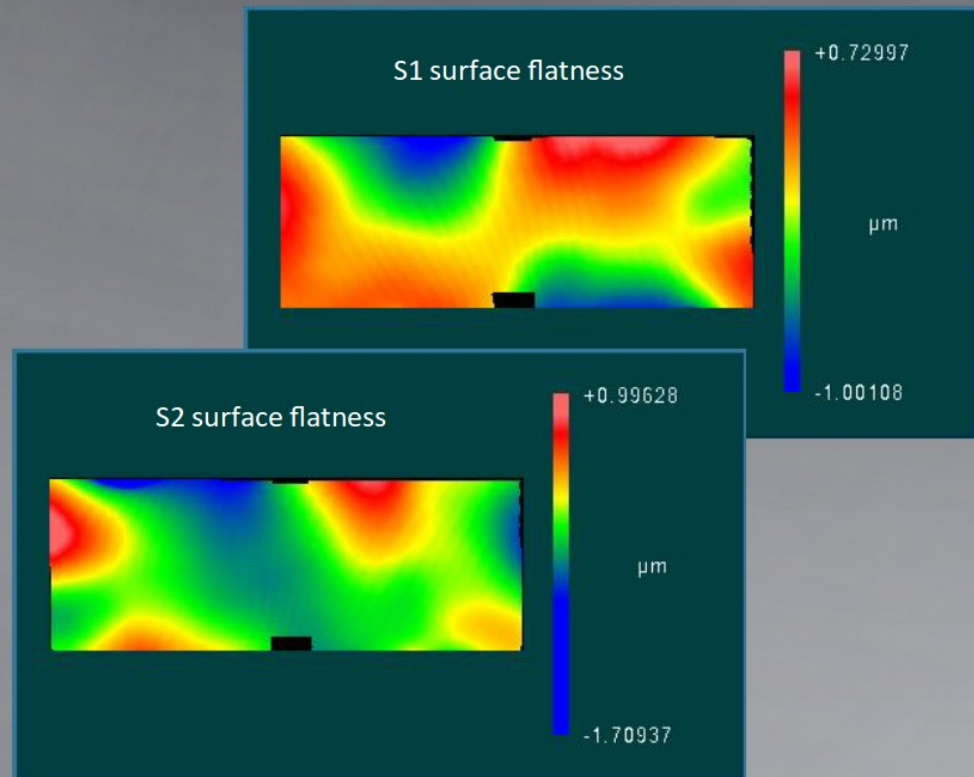 S1 surface flatness
+0.72997
µm
-1.00108
S2 surface flatness
+0.99628
µm
-1.70937